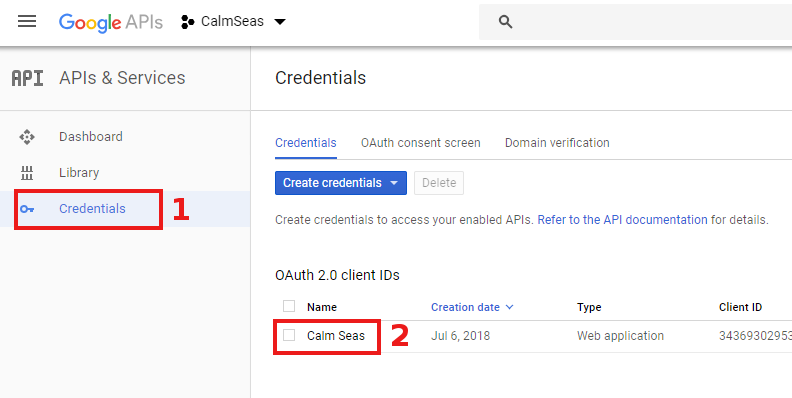 Google APIs CalmSeas
API APIs & Services
Credentials
Dashboard
Library
Credentials 1
Credentials OAuth consent screen Domain verification
Create credentials Delete
Create credentials to access your enabled APIs. Refer to the API documentation for details.
OAuth 2.0 client IDs
Name Creation date Type Client ID
Calm Seas 2 Jul 6, 2018 Web application 34369302953